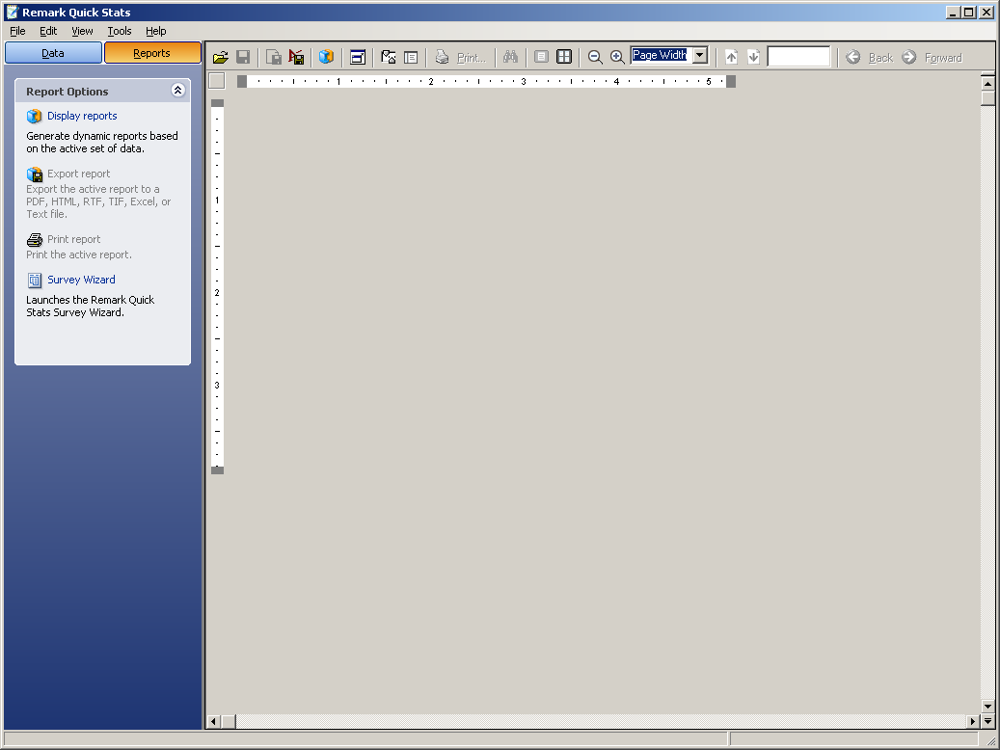 Remark Quick Stats
File Edit View Tools Help
Data Reports
Print... Page Width Back Forward
1 2 3 4 5
1
2
3
Report Options
Display reports
Generate dynamic reports based
on the active set of data.
Export report
Export the active report to a
PDF, HTML, RTF, TIF, Excel, or
Text file.
Print report
Print the active report.
Survey Wizard
Launches the Remark Quick
Stats Survey Wizard.